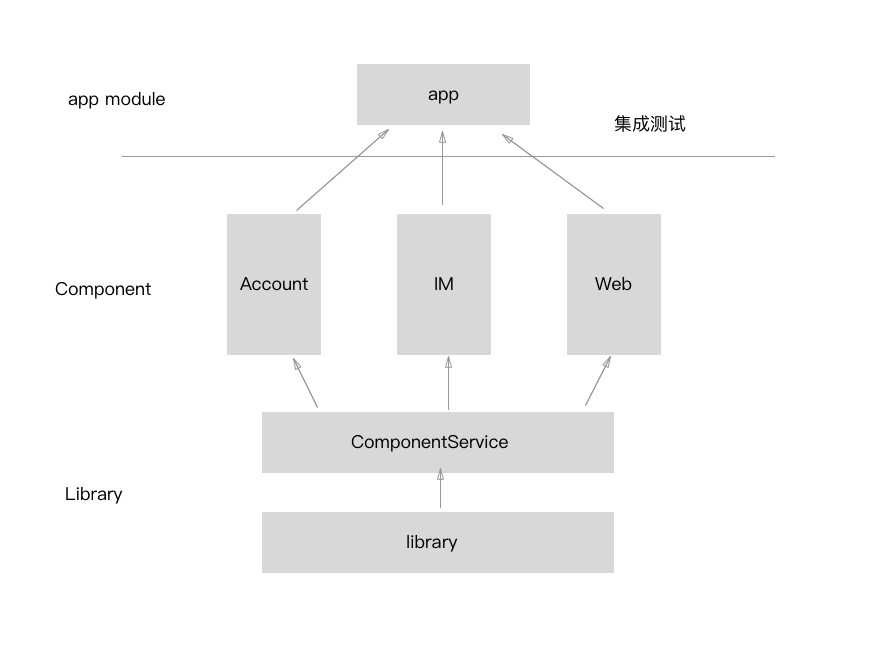 app
app module
集成测试
Account
IM
Web
Component
ComponentService
Library
library